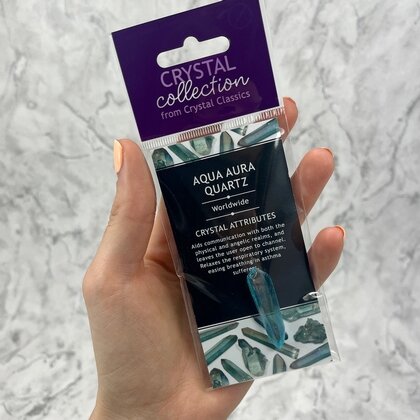 CRYSTAL
collection
from Crystal Classics
AQUA AURA
QUARTZ
Worldwide
CRYSTAL ATTRIBUTES
Aids communication with both the
physical and angelic realms, and
leaves the user open to channel.
Relaxes the respiratory system,
easing breathing in asthma